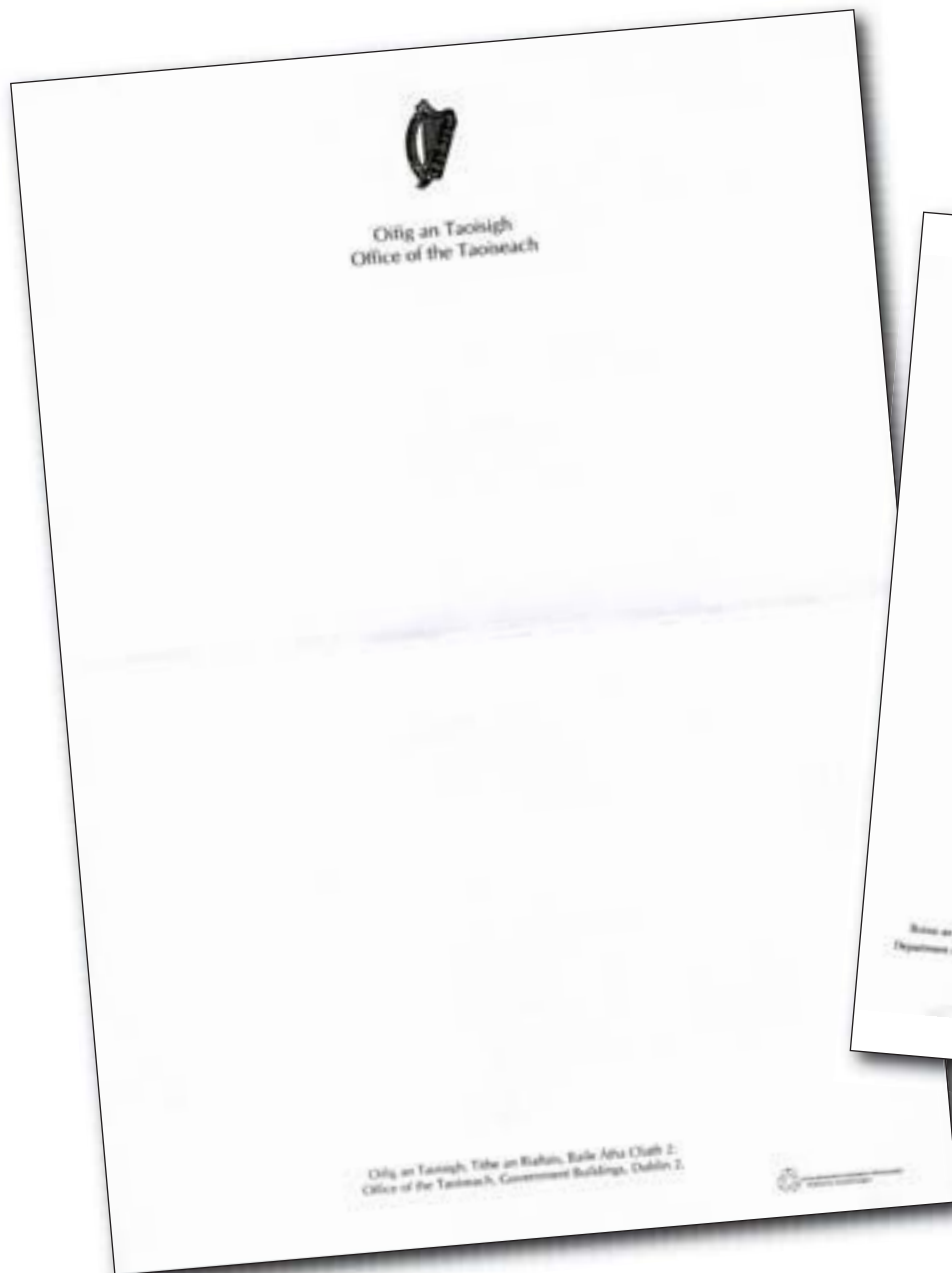 Oifig an Taoisigh
Office of the Taoiseach
Oifig an Taoisigh, Tithe an Rialtais, Baile Átha Cliath 2.
Office of the Taoiseach, Government Buildings, Dublin 2.
Department